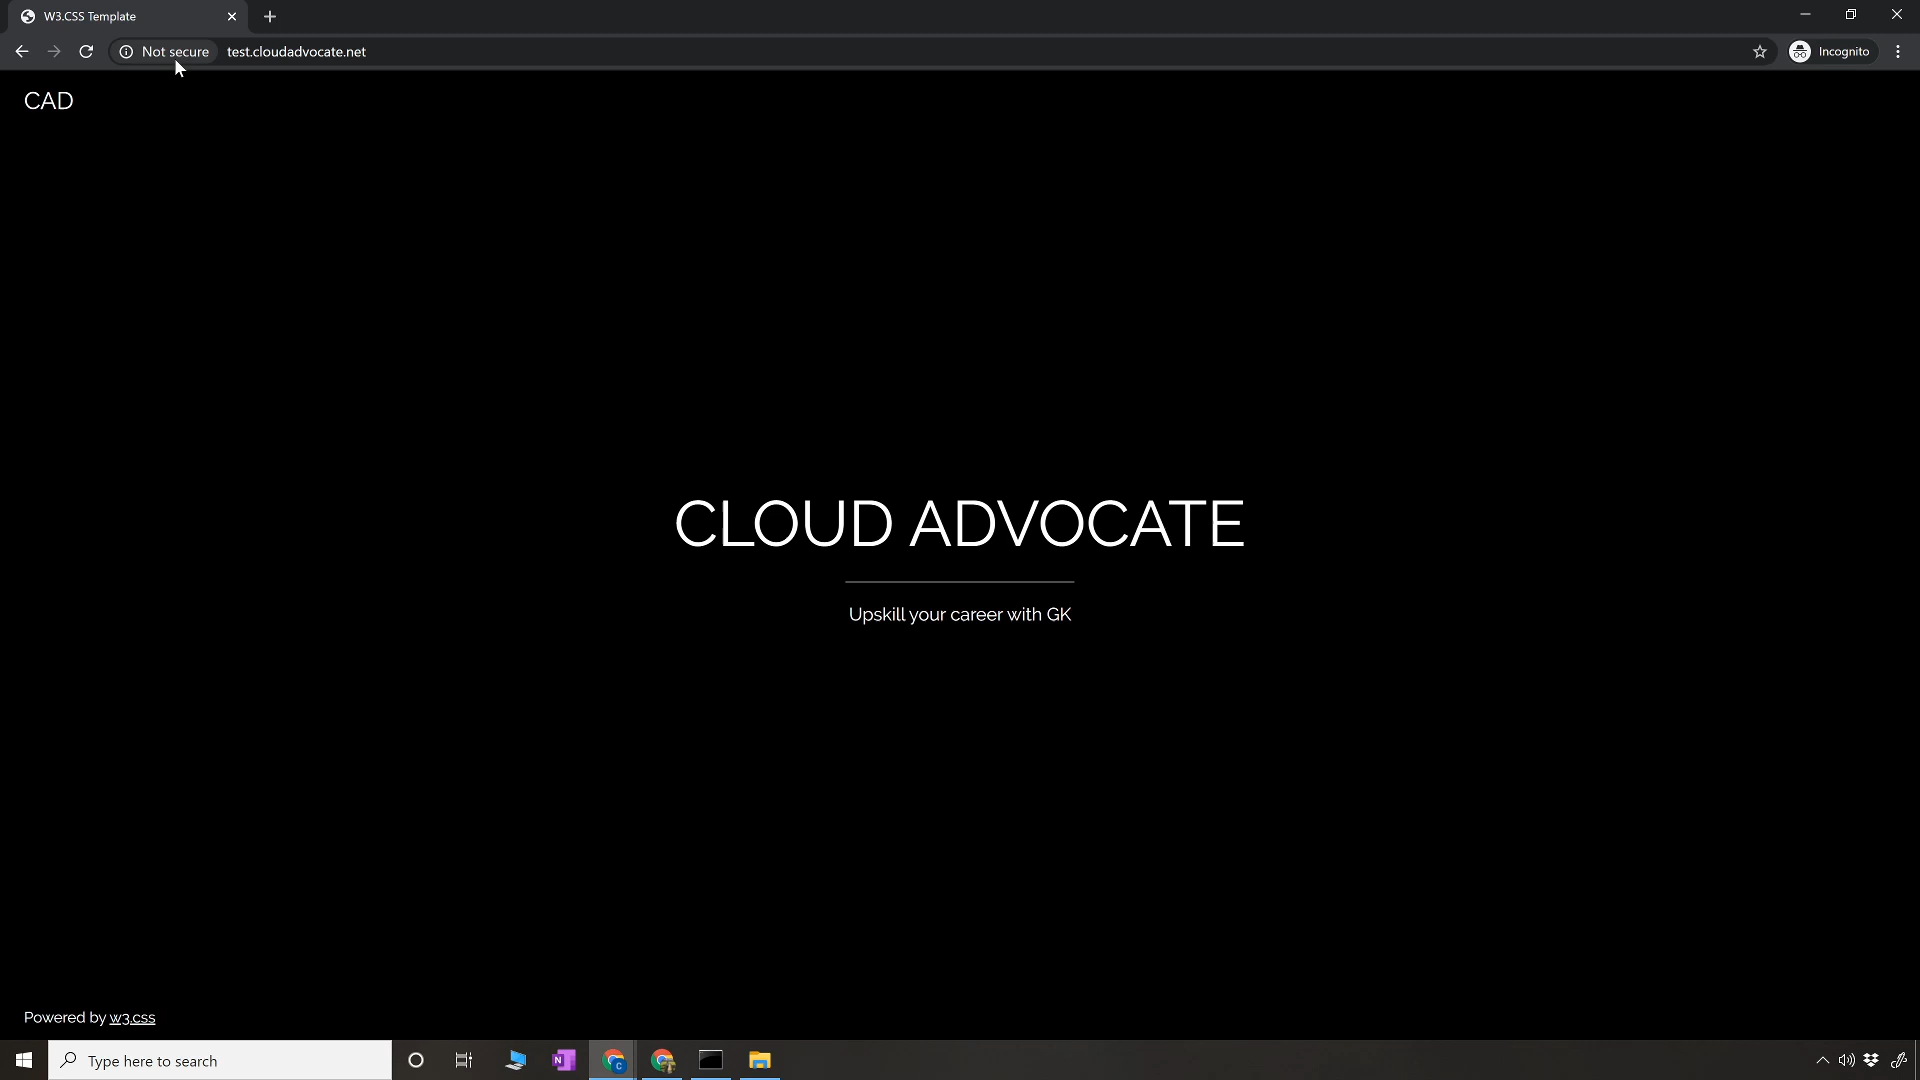 W3.CSS Template
Not secure
test.cloudadvocate.net
Incognito
CAD
CLOUD ADVOCATE
Upskill your career with GK
Powered by w3.css
Type here to search